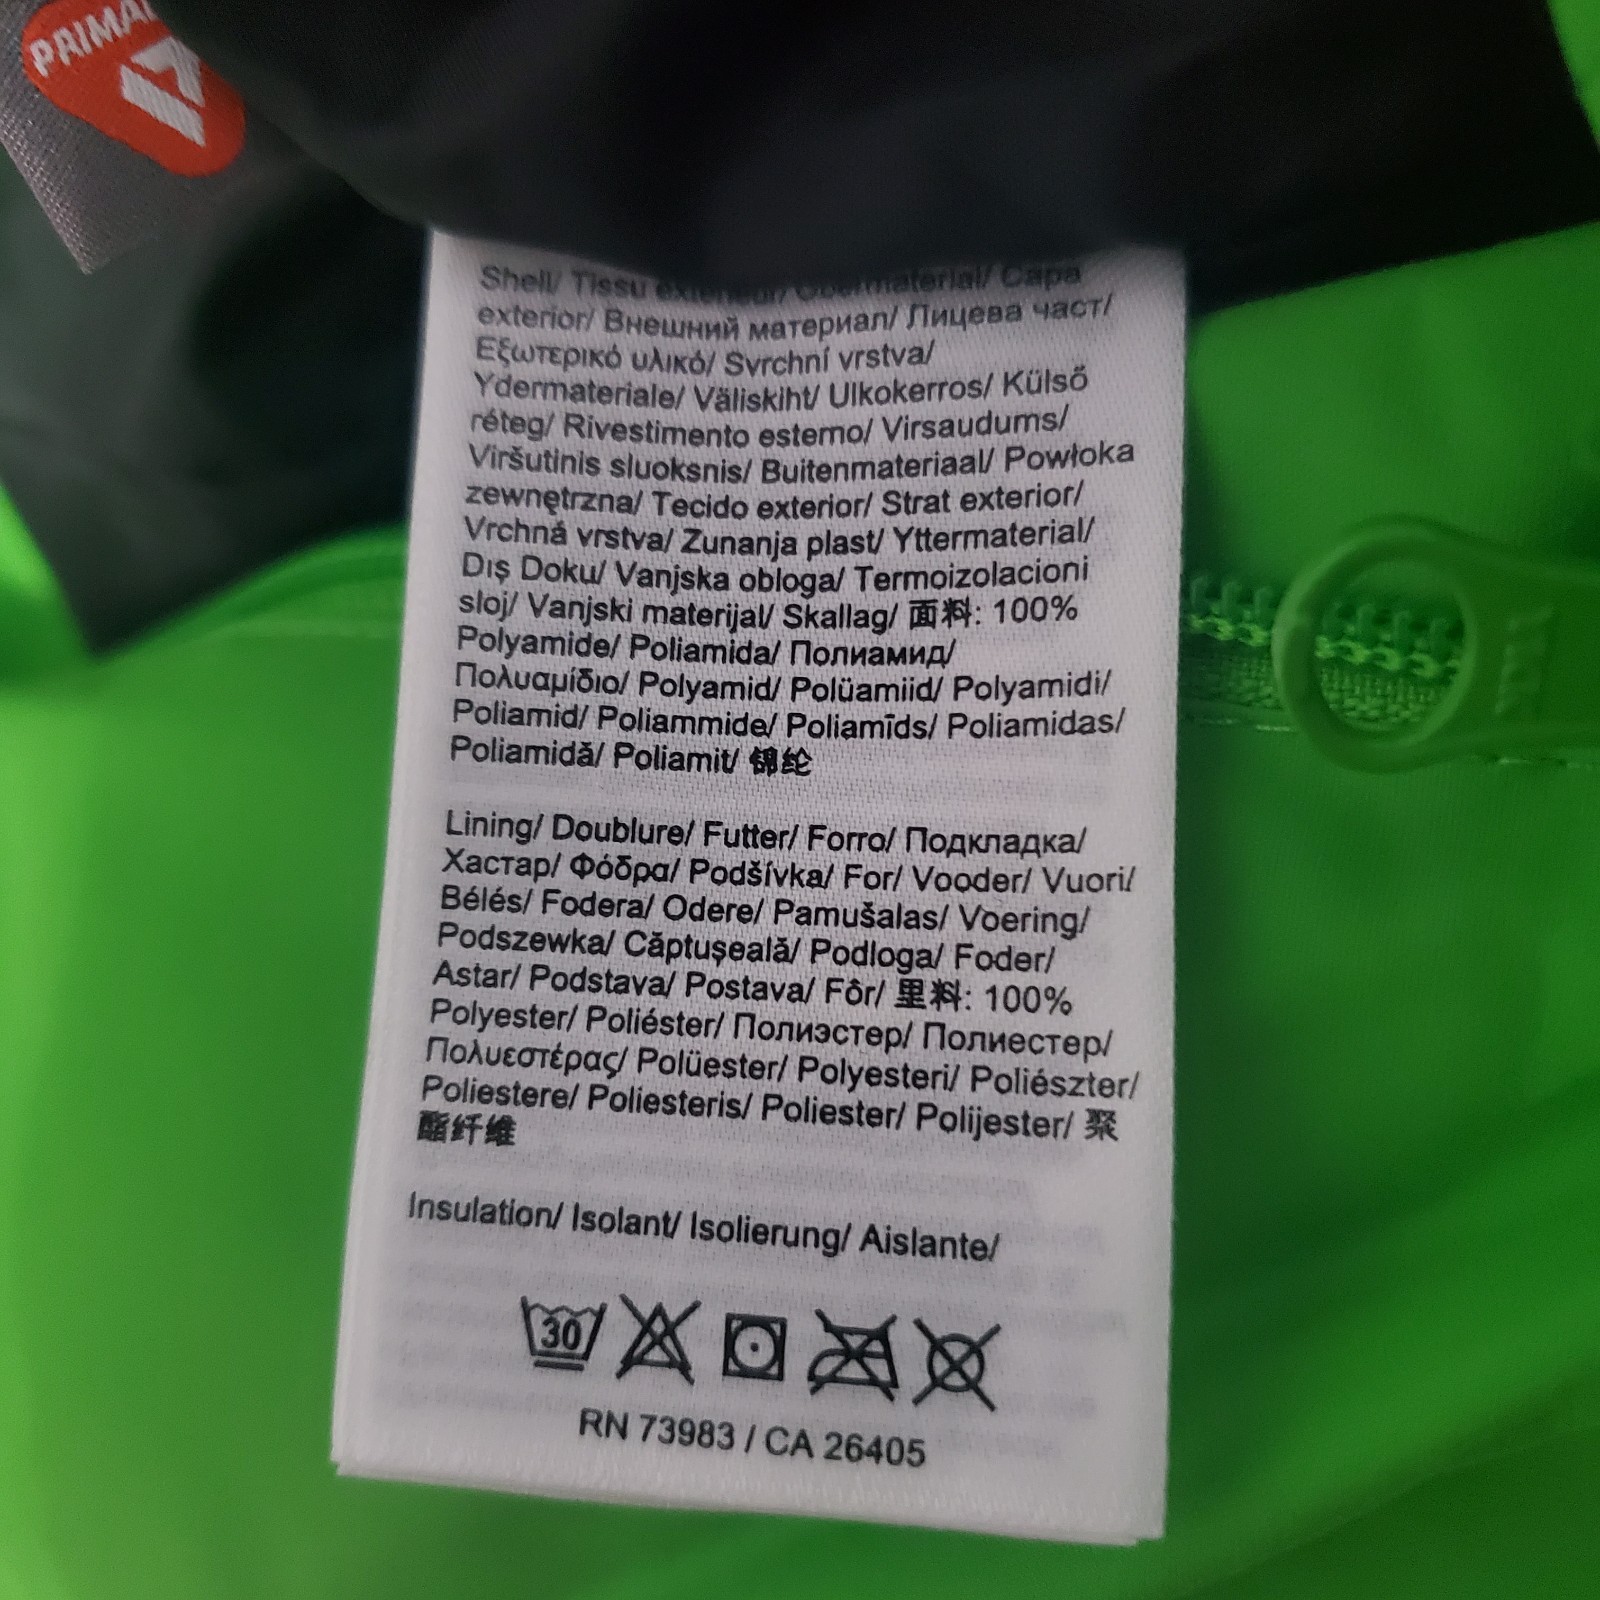 PRIMAL
Shell/ Tissu extérieur/ Obermaterial/ Capa
exterior/ Внешний материал/ Лицева част/
Εξωτερικό υλικό/ Svrchní vrstva/
Ydermateriale/ Väliskiht/ Ulkokerros/ Külső
réteg/ Rivestimento esterno/ Virsaudums/
Viršutinis sluoksnis/ Buitenmateriaal/ Powłoka
zewnętrzna/ Tecido exterior/ Strat exterior/
Vrchná vrstva/ Zunanja plast/ Yttermaterial/
Dış Doku/ Vanjska obloga/ Termoizolacioni
sloj/ Vanjski materijal/ Skallag/ 面料: 100%
Polyamide/ Poliamida/ Полиамид/
Πολυαμίδιο/ Polyamid/ Polüamiid/ Polyamidi/
Poliamid/ Poliammide/ Poliamīds/ Poliamidas/
Poliamidă/ Poliamit/ 锦纶
Lining/ Doublure/ Futter/ Forro/ Подкладка/
Хастар/ Φόδρα/ Podšívka/ For/ Vooder/ Vuori/
Bélés/ Fodera/ Odere/ Pamušalas/ Voering/
Podszewka/ Căptușeală/ Podloga/ Foder/
Astar/ Podstava/ Postava/ Fôr/ 里料: 100%
Polyester/ Poliéster/ Полиэстер/ Полиестер/
Πολυεστέρας/ Polüester/ Polyesteri/ Poliészter/
Poliestere/ Poliesteris/ Poliester/ Polijester/ 聚
酯纤维
Insulation/ Isolant/ Isolierung/ Aislante/
30
RN 73983 / CA 26405